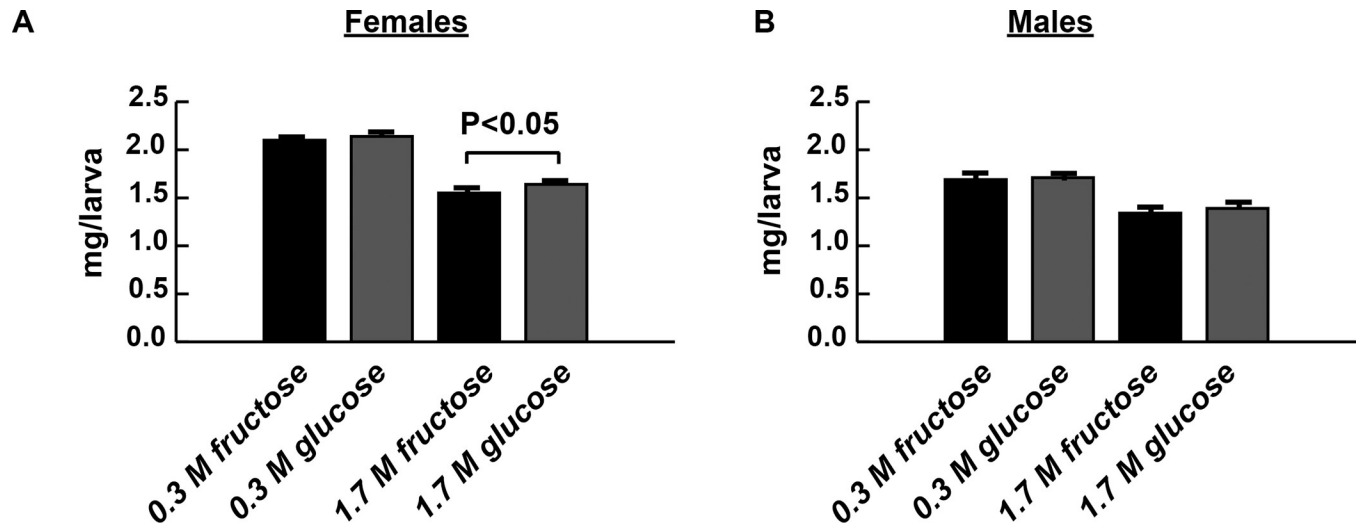 A
Females
mg/larva
2.5
2.0
1.5
1.0
0.5
0.0
P<0.05
0.3 M fructose
0.3 M glucose
1.7 M fructose
1.7 M glucose
B
Males
mg/larva
2.5
2.0
1.5
1.0
0.5
0.0
0.3 M fructose
0.3 M glucose
1.7 M fructose
1.7 M glucose